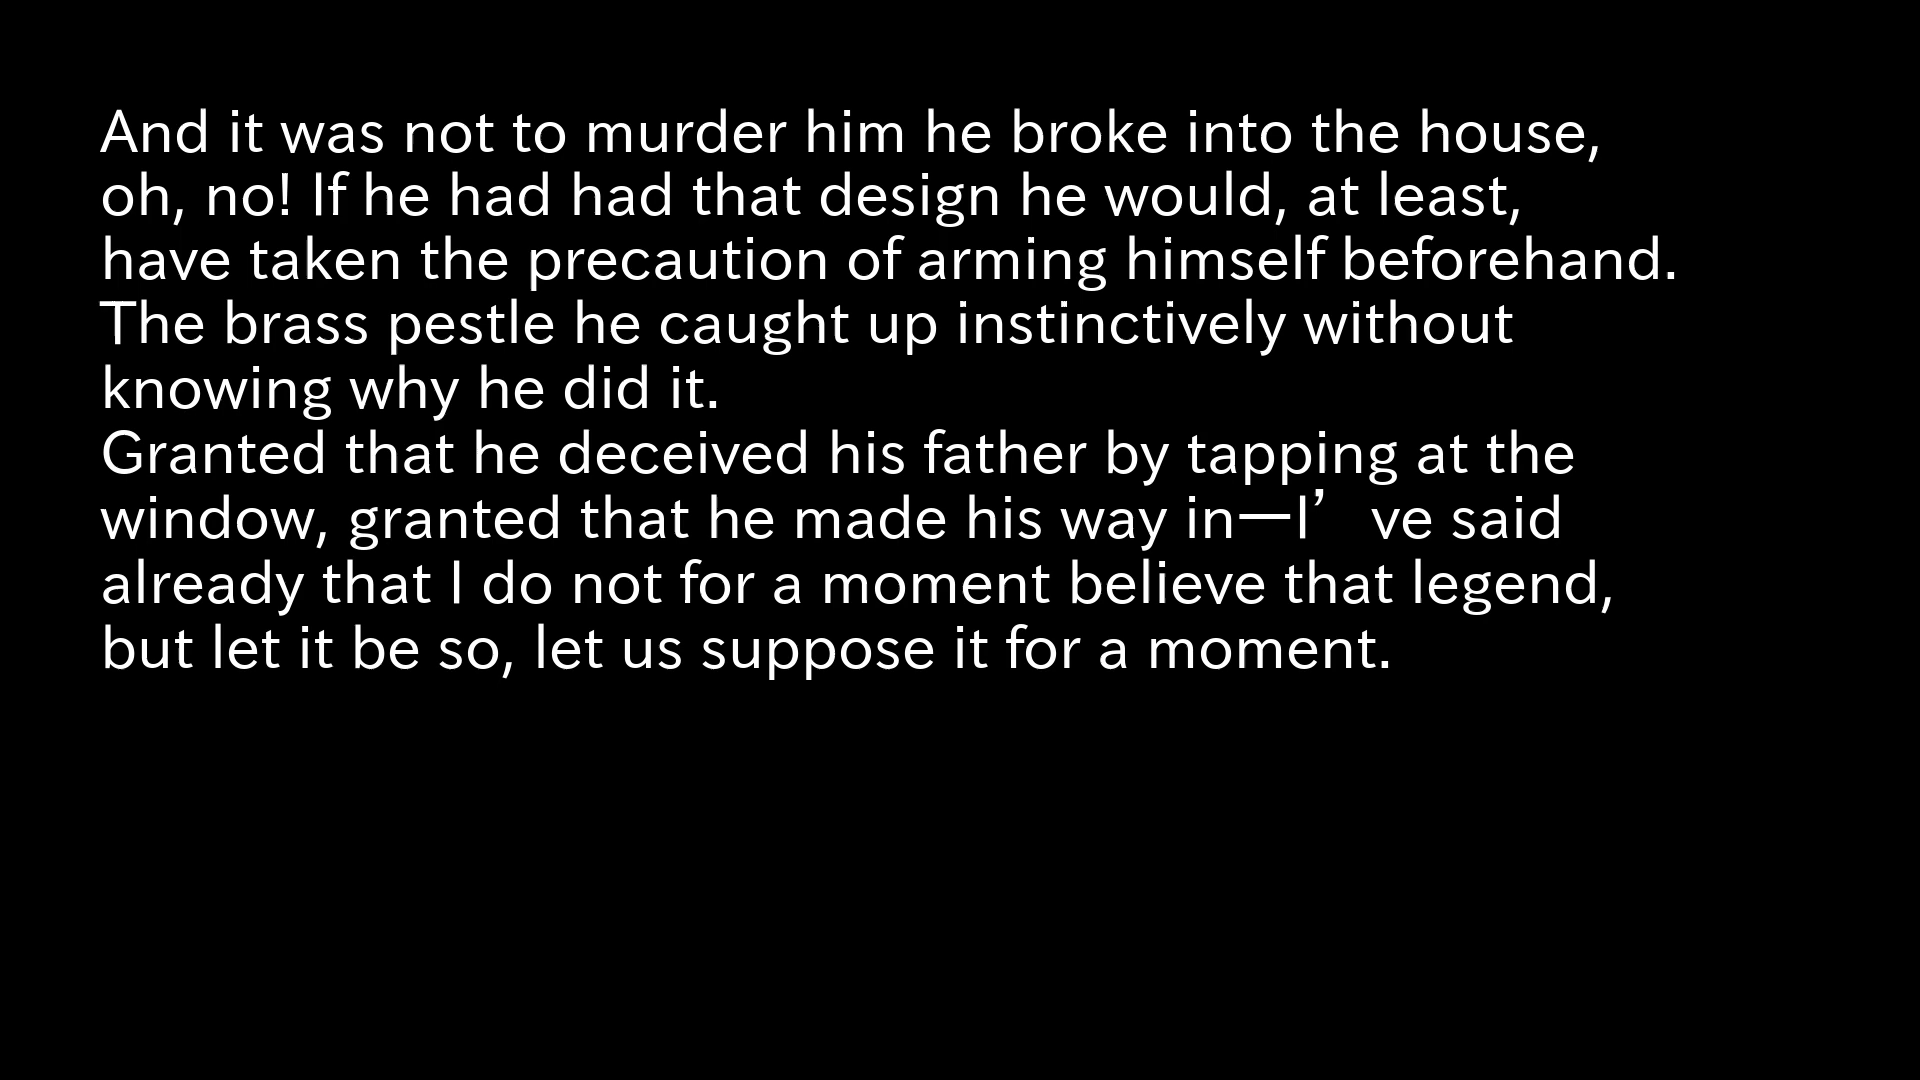 And it was not to murder him he broke into the house,
oh, no! If he had had that design he would, at least,
have taken the precaution of arming himself beforehand.
The brass pestle he caught up instinctively without
knowing why he did it.
Granted that he deceived his father by tapping at the
window, granted that he made his way in—I’ve said
already that I do not for a moment believe that legend,
but let it be so, let us suppose it for a moment.